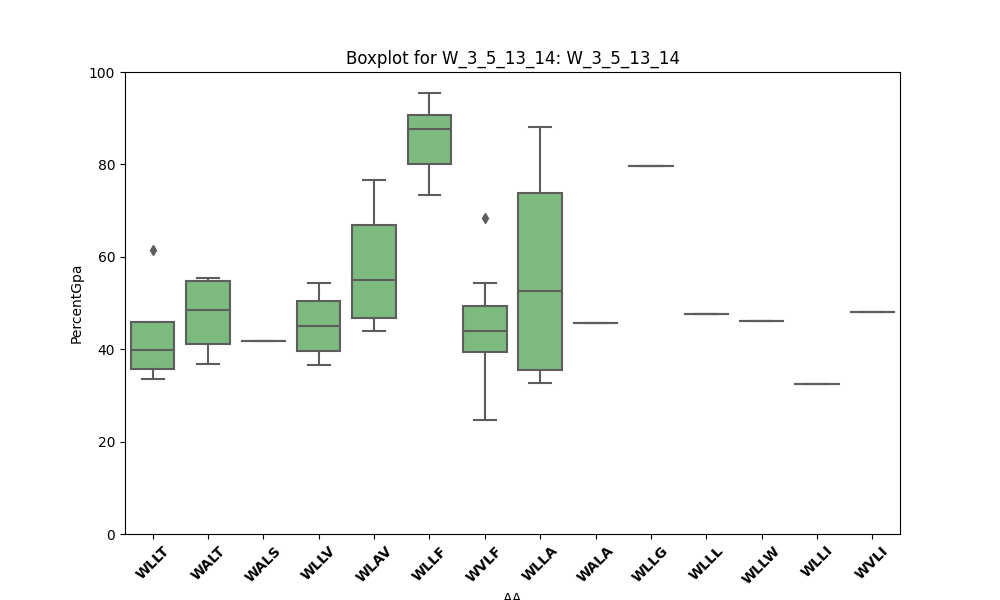 Boxplot for W_3_5_13_14: W_3_5_13_14
100
80
60
40
20
0
PercentGpa
WLLT
WALT
WALS
WLLV
WLAV
WLLF
WVLF
WLLA
WALA
WLLG
WLLL
WLLW
WLLI
WVLI
AA